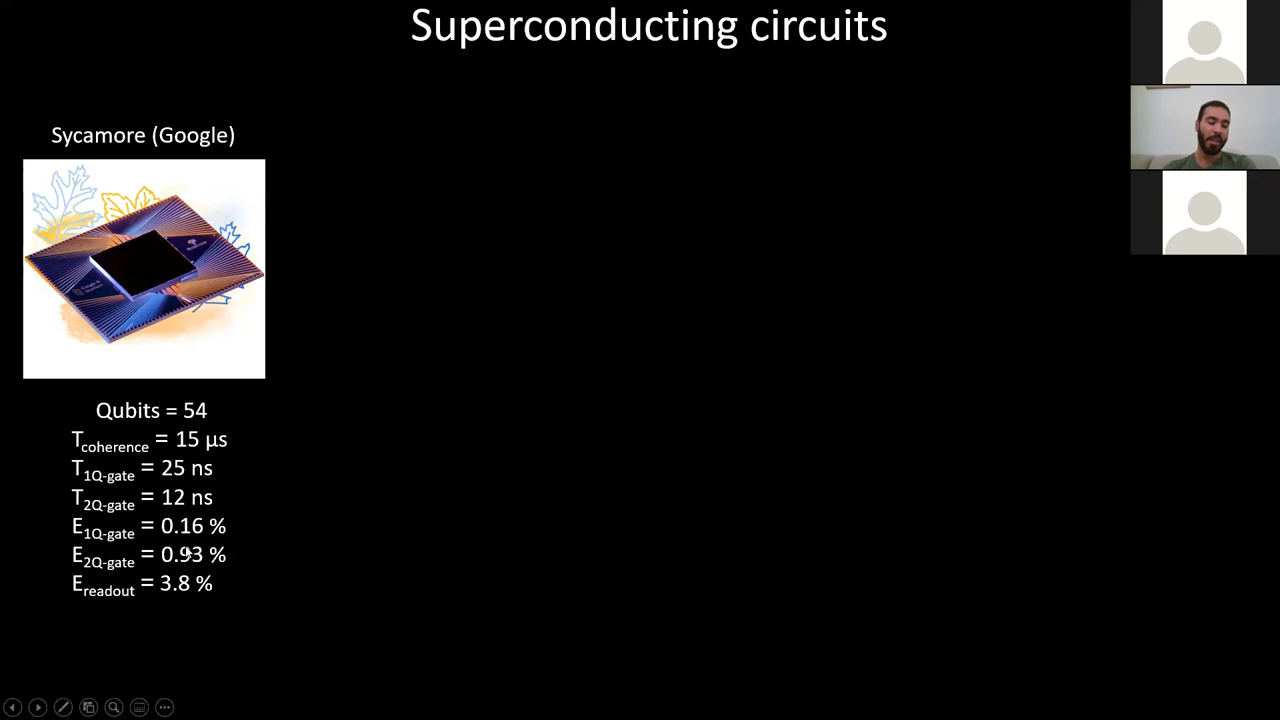 Superconducting circuits
Sycamore (Google)
Qubits = 54
Tcoherence = 15 µs
T1Q-gate = 25 ns
T2Q-gate = 12 ns
E1Q-gate = 0.16 %
E2Q-gate = 0.93 %
Ereadout = 3.8 %